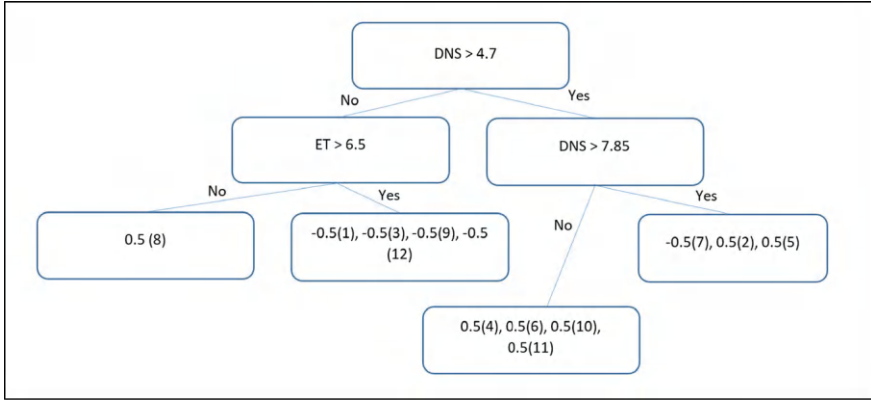 DNS > 4.7
No
Yes
ET > 6.5
DNS > 7.85
No
Yes
No
Yes
0.5 (8)
-0.5(1), -0.5(3), -0.5(9), -0.5
(12)
-0.5(7), 0.5(2), 0.5(5)
0.5(4), 0.5(6), 0.5(10),
0.5(11)